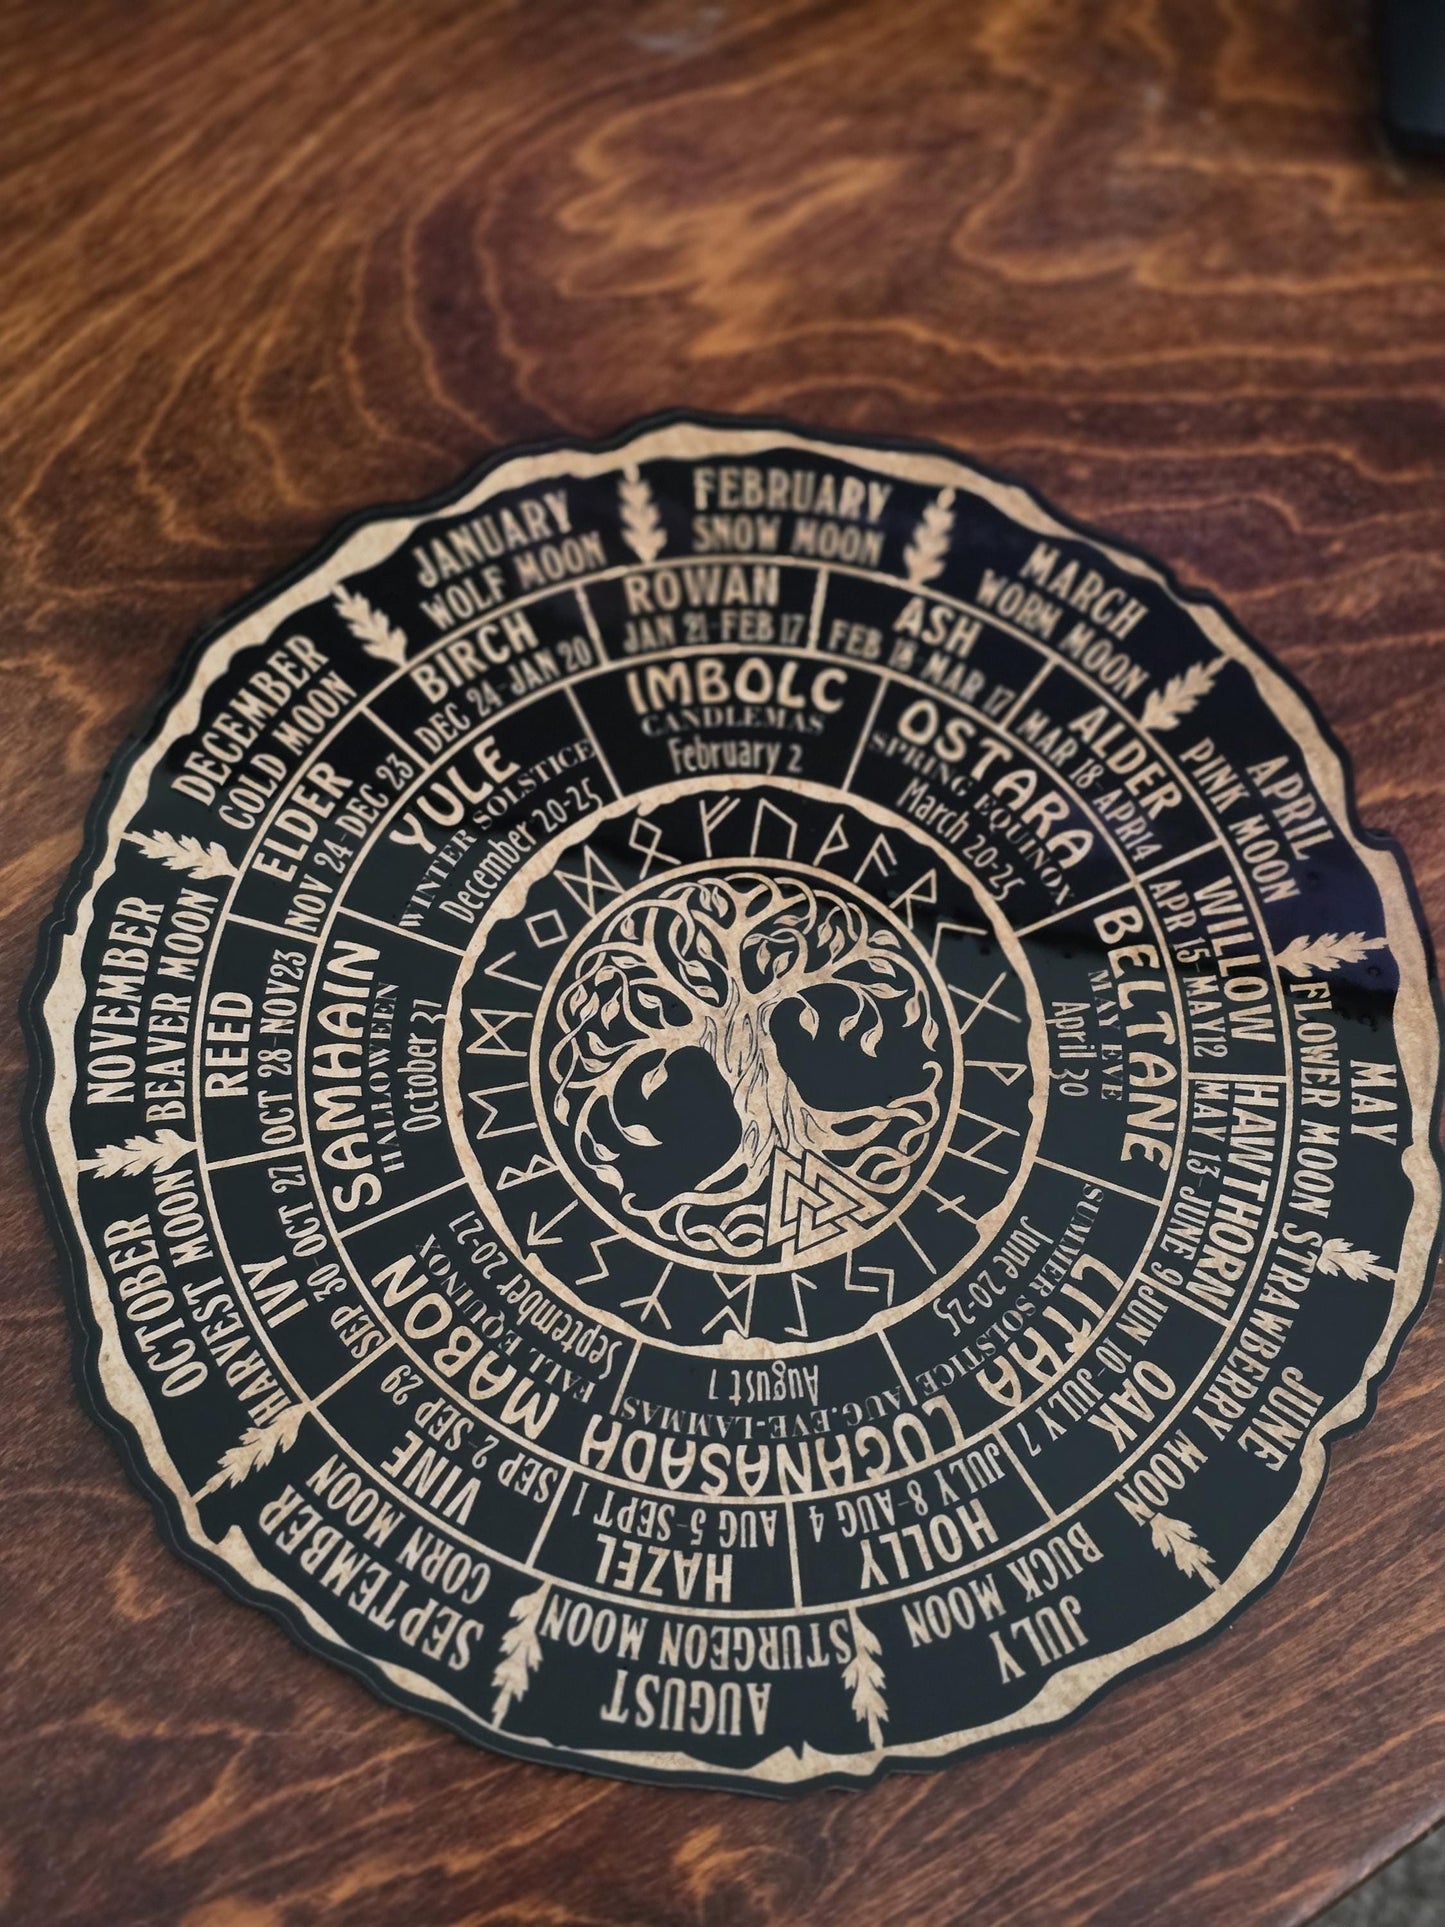 JANUARY
WOLF MOON
FEBRUARY
SNOW MOON
MARCH
WORM MOON
APRIL
PINK MOON
MAY
FLOWER MOON
JUNE
STRAWBERRY MOON
JULY
BUCK MOON
AUGUST
STURGEON MOON
SEPTEMBER
CORN MOON
OCTOBER
HARVEST MOON
NOVEMBER
BEAVER MOON
DECEMBER
COLD MOON
BIRCH
DEC 24-JAN 20
ROWAN
JAN 21-FEB 17
ASH
FEB 18-MAR 17
ALDER
MAR 18-APR14
WILLOW
APR 15-MAY12
HAWTHORN
MAY 13-JUNE 9
OAK
JUN 10-JULY 7
HOLLY
JULY 8-AUG 4
HAZEL
AUG 5-SEPT 1
VINE
SEP 2-SEP 29
IVY
SEP 30-OCT 27
REED
OCT 28-NOV23
ELDER
NOV 24-DEC 23
YULE
WINTER SOLSTICE
December 20-25
IMBOLC
CANDLEMAS
February 2
OSTARA
SPRING EQUINOX
March 20-25
BELTANE
MAY EVE
April 30
LITHA
SUMMER SOLSTICE
June 20-25
LUGHNASADH
AUG.EVE-LAMMAS
August 1
MABON
FALL EQUINOX
September 20-21
SAMHAIN
HALLOWEEN
October 31